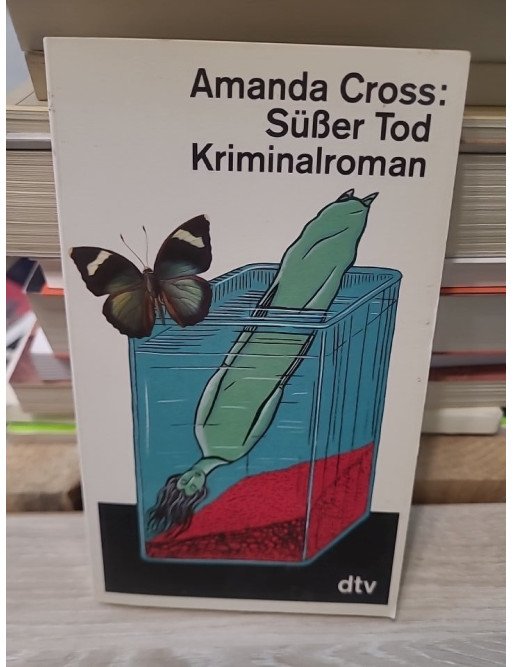 Amanda Cross:
Süßer Tod
Kriminalroman
dtv